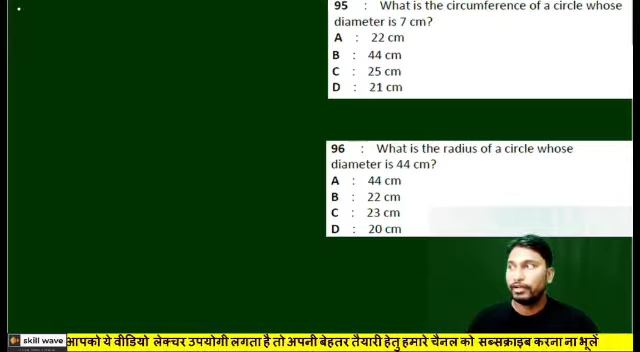 95 : What is the circumference of a circle whose
diameter is 7 cm?
A : 22 cm
B : 44 cm
C : 25 cm
D : 21 cm
96 : What is the radius of a circle whose
diameter is 44 cm?
A : 44 cm
B : 22 cm
C : 23 cm
D : 20 cm
skill wave
आपको ये वीडियो लेक्चर उपयोगी लगता है तो अपनी बेहतर तैयारी हेतु हमारे चैनल को सब्सक्राइब करना ना भूलें